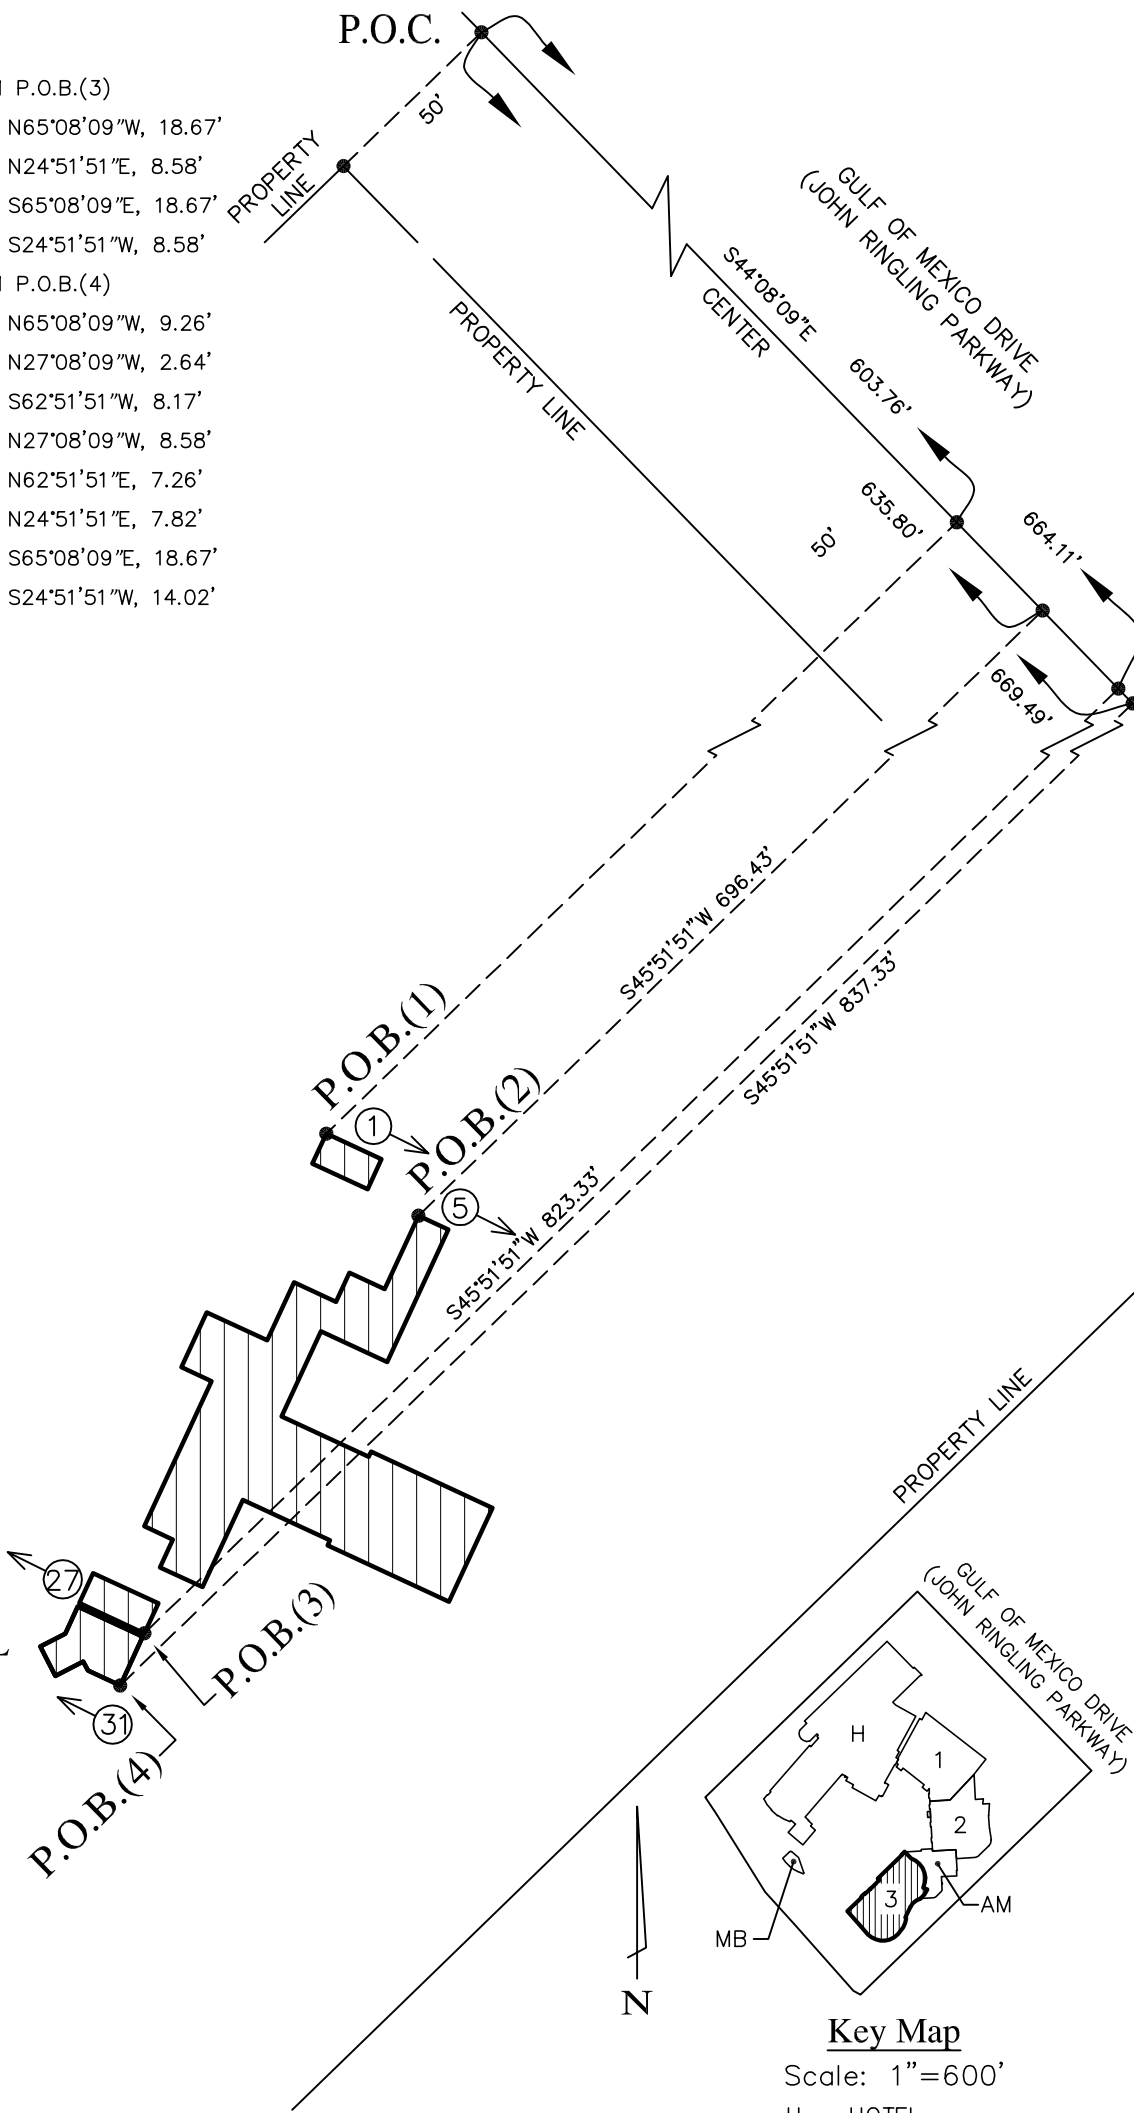 P.O.C.
P.O.B.(3)
N65°08'09"W, 18.67'
N24°51'51"E, 8.58'
S65°08'09"E, 18.67'
S24°51'51"W, 8.58'
P.O.B.(4)
N65°08'09"W, 9.26'
N27°08'09"W, 2.64'
S62°51'51"W, 8.17'
N27°08'09"W, 8.58'
N62°51'51"E, 7.26'
N24°51'51"E, 7.82'
S65°08'09"E, 18.67'
S24°51'51"W, 14.02'
50'
PROPERTY
LINE
GULF OF MEXICO DRIVE
(JOHN RINGLING PARKWAY)
S44°08'09"E
CENTER
PROPERTY LINE
603.76'
635.80'
50'
664.11'
669.49'
S45°51'51"W 696.43'
S45°51'51"W 837.33'
P.O.B.(1)
1
P.O.B.(2)
5
S45°51'51"W 823.33'
PROPERTY LINE
27
P.O.B.(3)
31
P.O.B.(4)
GULF OF MEXICO DRIVE
(JOHN RINGLING PARKWAY)
H
1
2
3
AM
MB
N
Key Map
Scale: 1"=600'